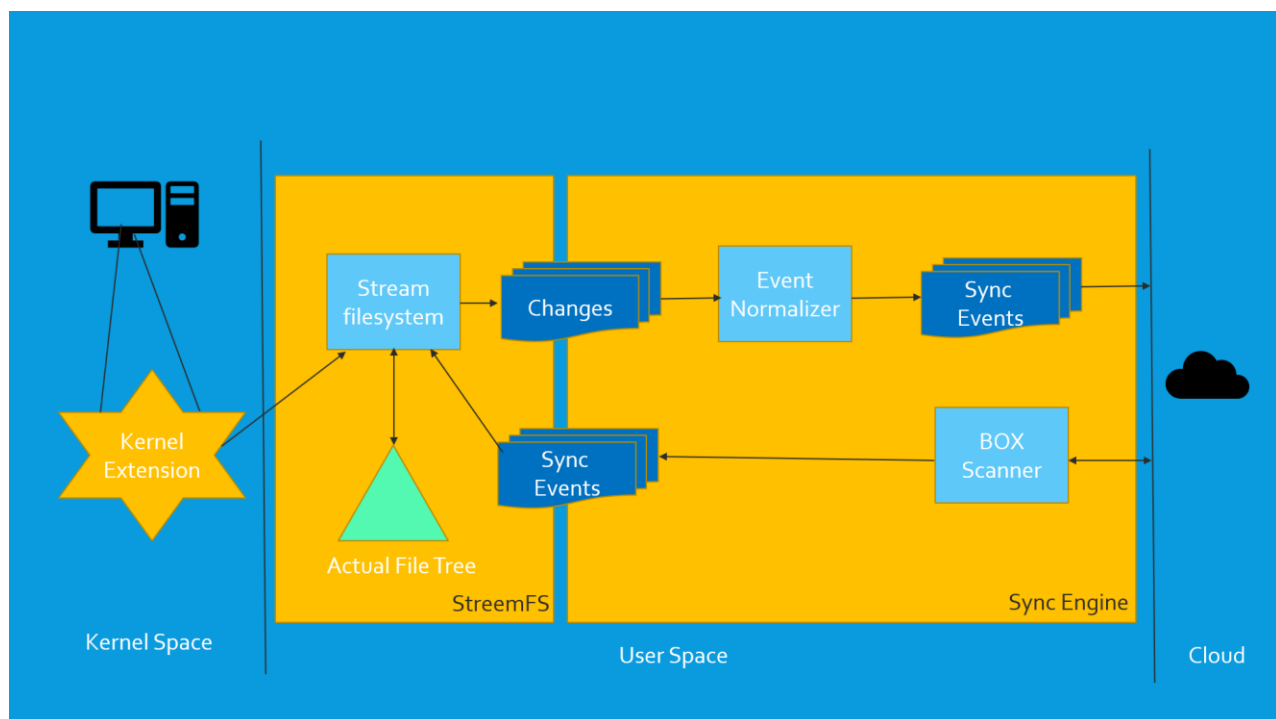 Stream
filesystem
Changes
Event
Normalizer
Sync
Events
Kernel
Extension
Sync
Events
BOX
Scanner
Actual File Tree
StreemFS
Sync Engine
Kernel Space
User Space
Cloud